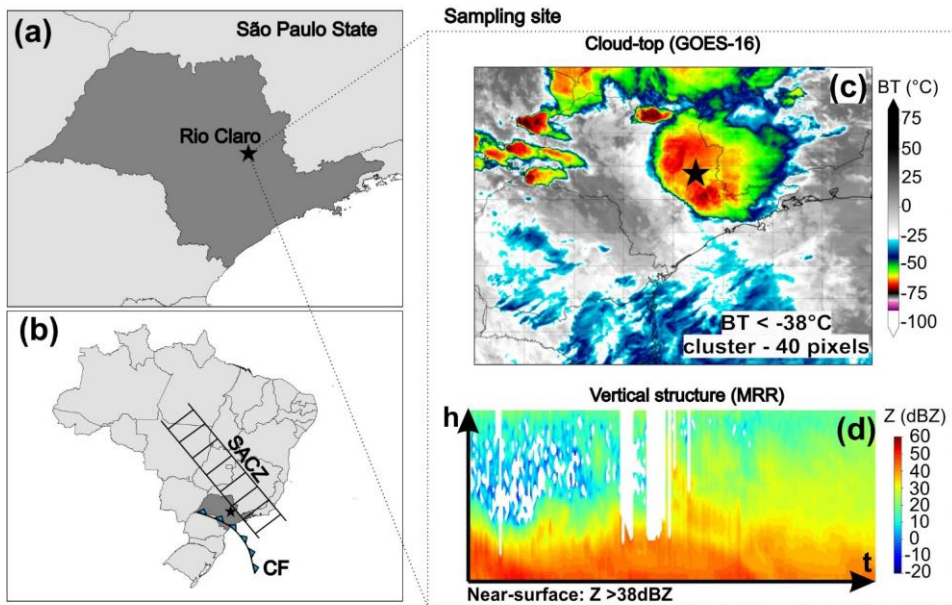 (a)
São Paulo State
Rio Claro
(b)
SACZ
CF
Sampling site
Cloud-top (GOES-16)
(c)
BT (°C)
75
50
25
0
-25
-50
-75
-100
BT < -38°C
cluster - 40 pixels
Vertical structure (MRR)
h
(d)
t
Z (dBZ)
60
50
40
30
20
10
0
-10
-20
Near-surface: Z >38dBZ